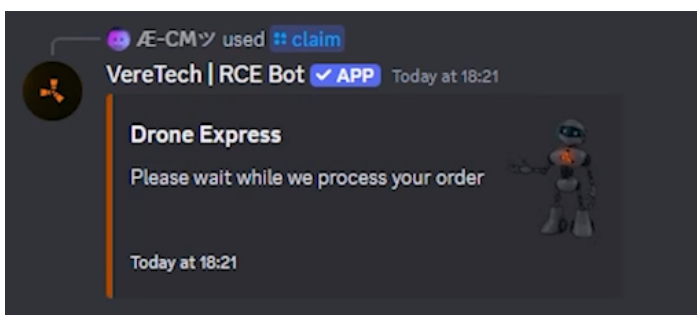 Æ-CMツ used claim
VereTech | RCE Bot ✓ APP Today at 18:21
Drone Express
Please wait while we process your order
Today at 18:21